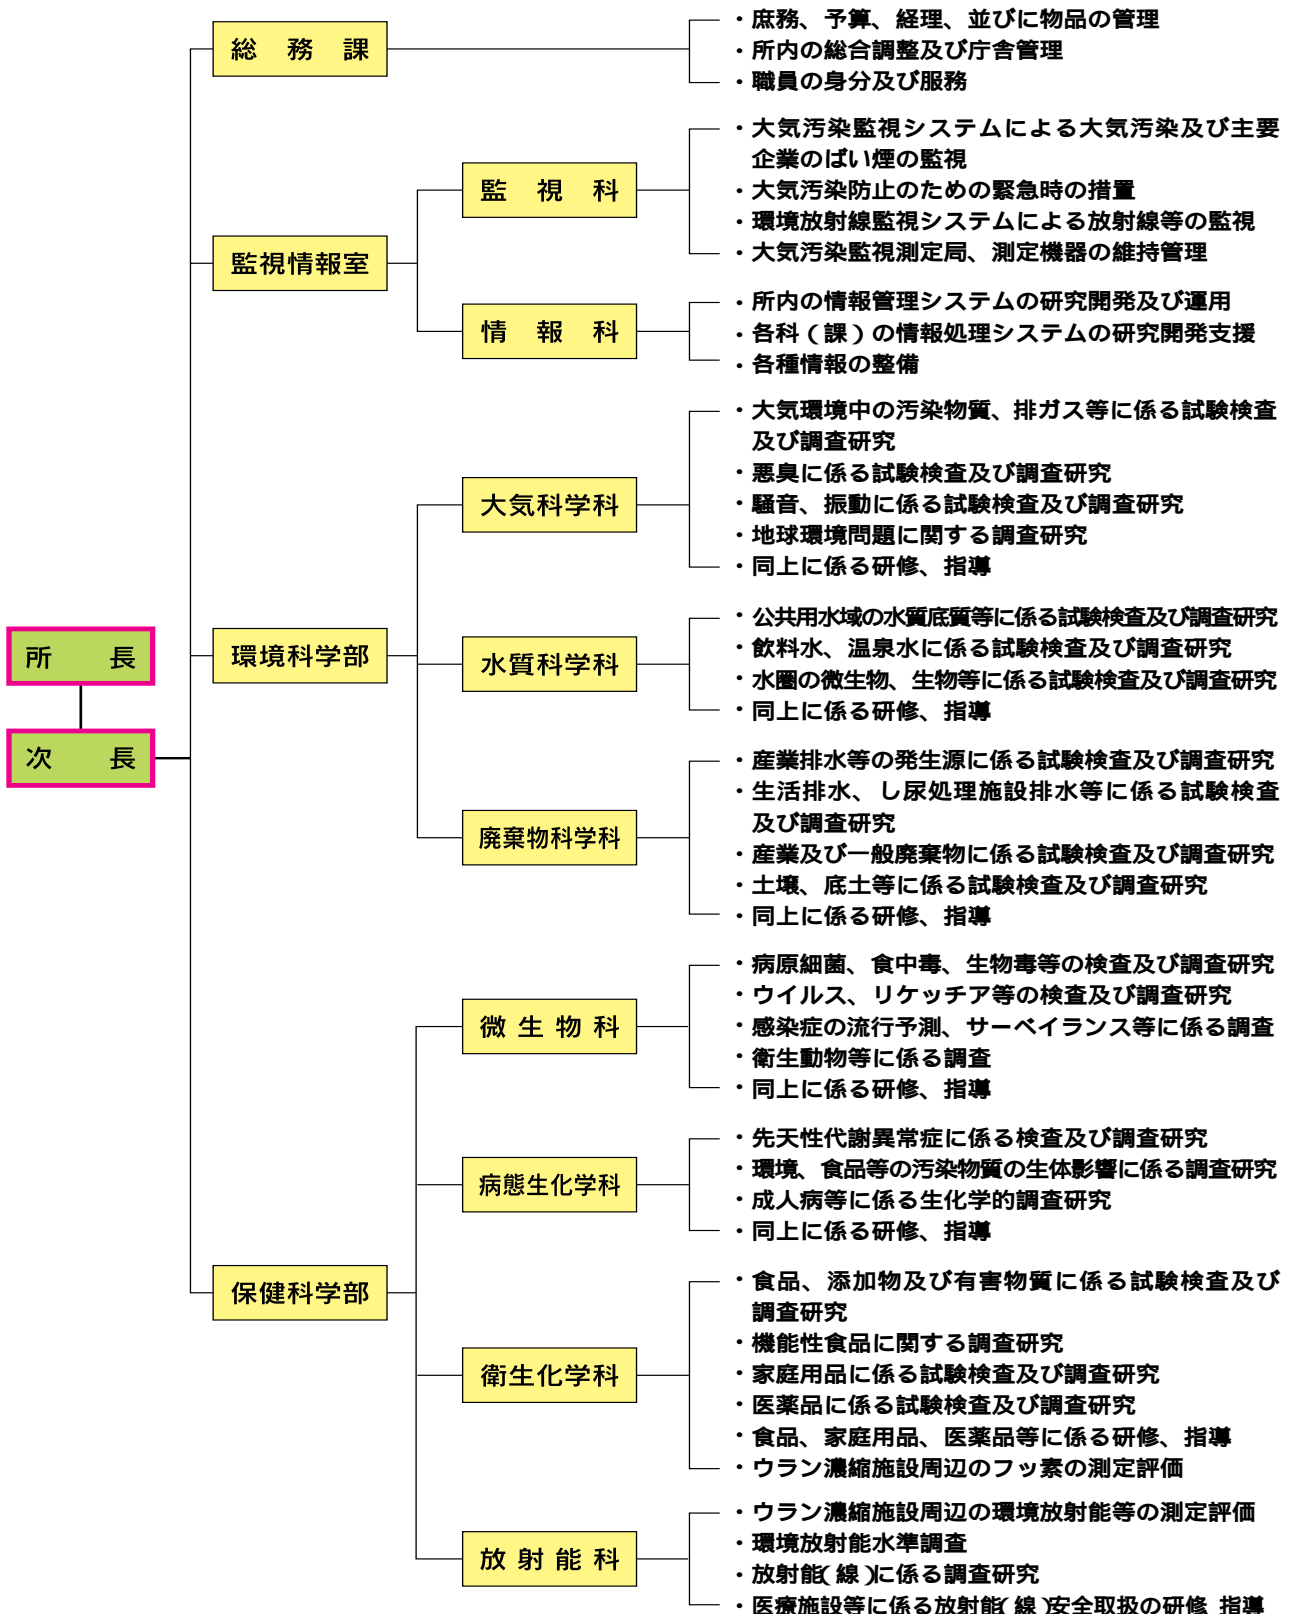 総務課
・庶務、予算、経理、並びに物品の管理
・所内の総合調整及び庁舎管理
・職員の身分及び服務
監視情報室
監視科
・大気汚染監視システムによる大気汚染及び主要
企業のばい煙の監視
・大気汚染防止のための緊急時の措置
・環境放射線監視システムによる放射線等の監視
・大気汚染監視測定局、測定機器の維持管理
情報科
・所内の情報管理システムの研究開発及び運用
・各科(課)の情報処理システムの研究開発支援
・各種情報の整備
所長
次長
環境科学部
大気科学科
・大気環境中の汚染物質、排ガス等に係る試験検査
及び調査研究
・悪臭に係る試験検査及び調査研究
・騒音、振動に係る試験検査及び調査研究
・地球環境問題に関する調査研究
・同上に係る研修、指導
水質科学科
・公共用水域の水質底質等に係る試験検査及び調査研究
・飲料水、温泉水に係る試験検査及び調査研究
・水圏の微生物、生物等に係る試験検査及び調査研究
・同上に係る研修、指導
廃棄物科学科
・産業排水等の発生源に係る試験検査及び調査研究
・生活排水、し尿処理施設排水等に係る試験検査
及び調査研究
・産業及び一般廃棄物に係る試験検査及び調査研究
・土壌、底土等に係る試験検査及び調査研究
・同上に係る研修、指導
保健科学部
微生物科
・病原細菌、食中毒、生物毒等の検査及び調査研究
・ウイルス、リケッチア等の検査及び調査研究
・感染症の流行予測、サーベイランス等に係る調査
・衛生動物等に係る調査
・同上に係る研修、指導
病態生化学科
・先天性代謝異常症に係る検査及び調査研究
・環境、食品等の汚染物質の生体影響に係る調査研究
・成人病等に係る生化学的調査研究
・同上に係る研修、指導
衛生化学科
・食品、添加物及び有害物質に係る試験検査及び
調査研究
・機能性食品に関する調査研究
・家庭用品に係る試験検査及び調査研究
・医薬品に係る試験検査及び調査研究
・食品、家庭用品、医薬品等に係る研修、指導
・ウラン濃縮施設周辺のフッ素の測定評価
放射能科
・ウラン濃縮施設周辺の環境放射能等の測定評価
・環境放射能水準調査
・放射能(線)に係る調査研究
・医療施設等に係る放射能(線)安全取扱の研修 指導